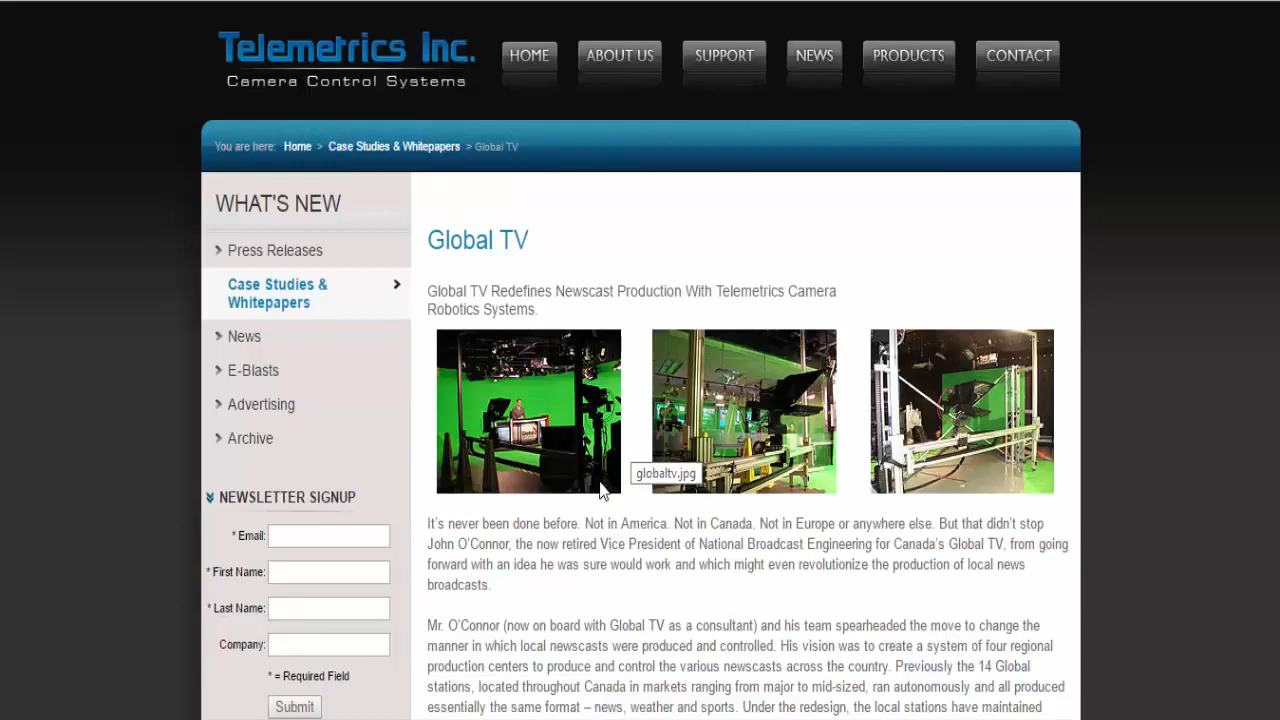 Telemetrics Inc.
Camera Control Systems
HOME
ABOUT US
SUPPORT
NEWS
PRODUCTS
CONTACT
You are here: Home > Case Studies & Whitepapers > Global TV
WHAT'S NEW
Press Releases
Case Studies &
Whitepapers
News
E-Blasts
Advertising
Archive
NEWSLETTER SIGNUP
* Email:
* First Name:
* Last Name:
Company:
* = Required Field
Submit
Global TV
Global TV Redefines Newscast Production With Telemetrics Camera
Robotics Systems.
globaltv.jpg
It's never been done before. Not in America. Not in Canada. Not in Europe or anywhere else. But that didn't stop
John O'Connor, the now retired Vice President of National Broadcast Engineering for Canada's Global TV, from going
forward with an idea he was sure would work and which might even revolutionize the production of local news
broadcasts.
Mr. O'Connor (now on board with Global TV as a consultant) and his team spearheaded the move to change the
manner in which local newscasts were produced and controlled. His vision was to create a system of four regional
production centers to produce and control the various newscasts across the country. Previously the 14 Global
stations, located throughout Canada in markets ranging from major to mid-sized, ran autonomously and all produced
essentially the same format – news, weather and sports. Under the redesign, the local stations have maintained